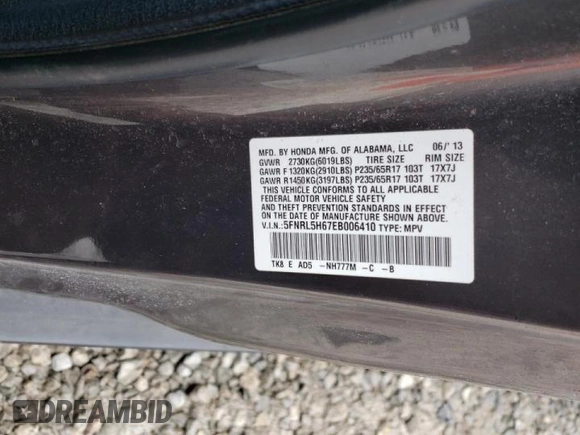 MFD. BY HONDA MFG. OF ALABAMA, LLC 06/'13
GVWR 2730KG(6019LBS) TIRE SIZE RIM SIZE
GAWR F 1320KG(2910LBS) P235/65R17 103T 17X7J
GAWR R1450KG(3197LBS) P235/65R17 103T 17X7J
THIS VEHICLE CONFORMS TO ALL APPLICABLE
FEDERAL MOTOR VEHICLE
SAFETY AND THEFT PREVENTION STANDARDS IN EFFECT
ON THE DATE OF MANUFACTURE SHOWN ABOVE.
V.I.N.: 5FNRL5H67EB006410 TYPE: MPV
TK8 E AD5 -NH777M -C -B
DREAMBID